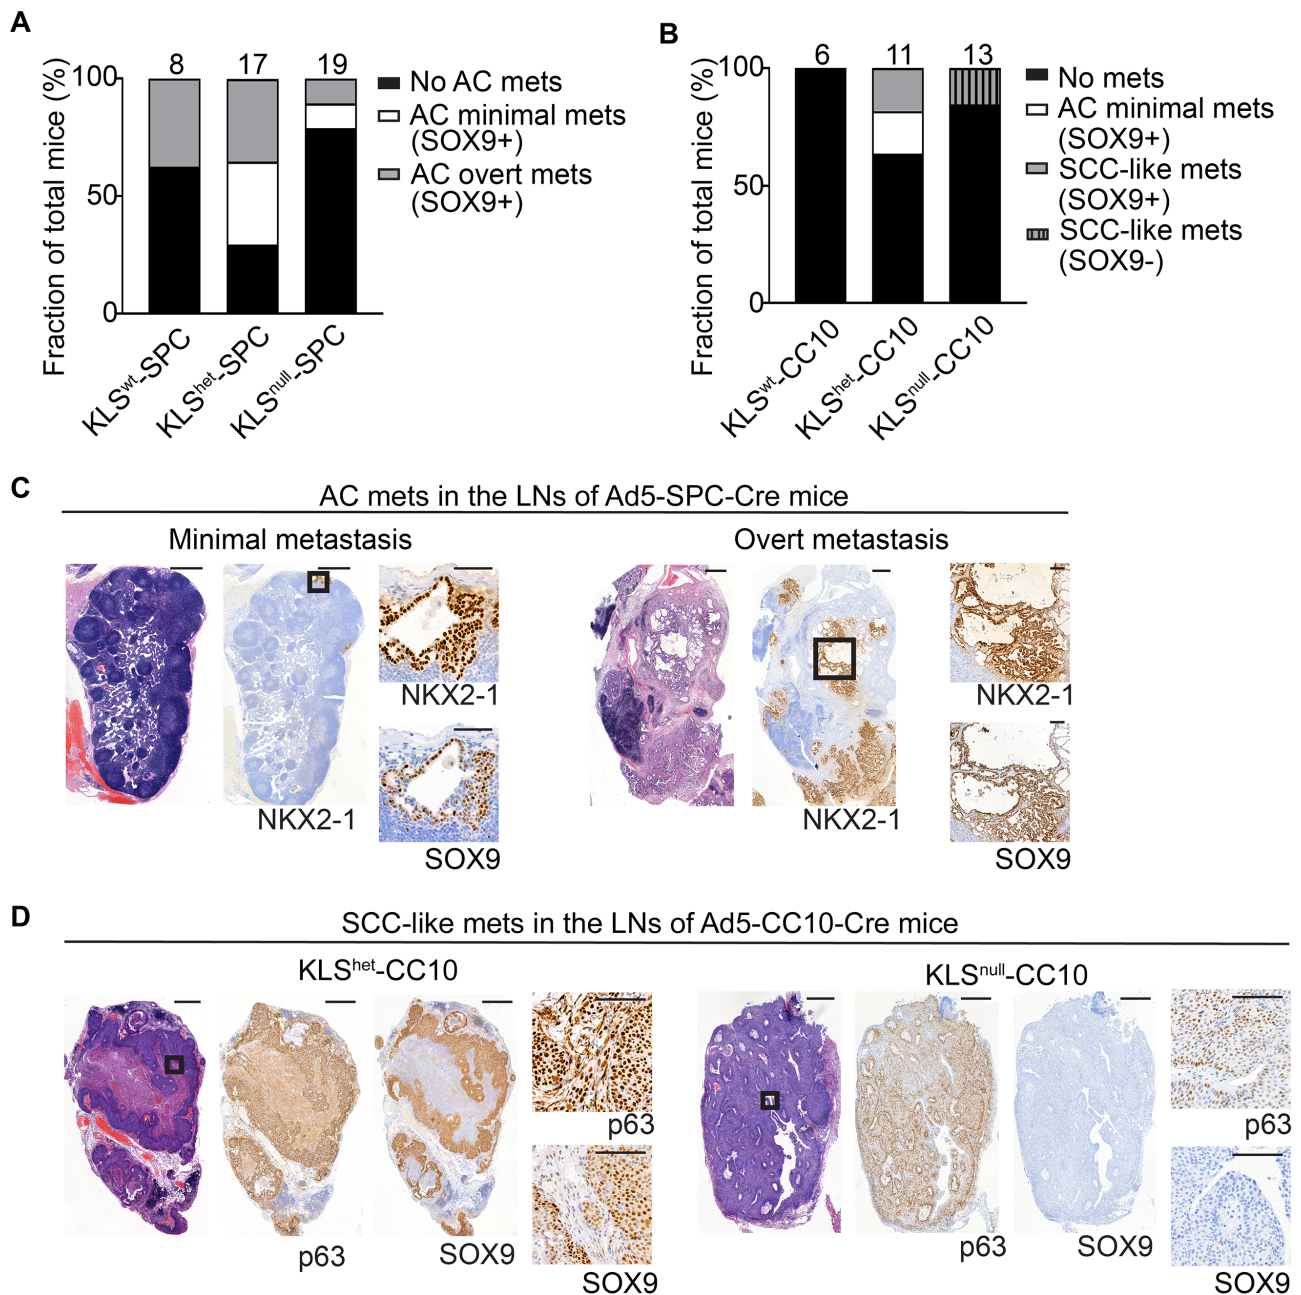 A
Fraction of total mice (%)
100
50
0
8 17 19
No AC mets
AC minimal mets
(SOX9+)
AC overt mets
(SOX9+)
KLSwt-SPC
KLShet-SPC
KLSnull-SPC
B
Fraction of total mice (%)
100
50
0
6 11 13
No mets
AC minimal mets
(SOX9+)
SCC-like mets
(SOX9+)
SCC-like mets
(SOX9-)
KLSwt-CC10
KLShet-CC10
KLSnull-CC10
C
AC mets in the LNs of Ad5-SPC-Cre mice
Minimal metastasis
NKX2-1
NKX2-1
SOX9
Overt metastasis
NKX2-1
NKX2-1
SOX9
D
SCC-like mets in the LNs of Ad5-CC10-Cre mice
KLShet-CC10
p63
SOX9
p63
SOX9
KLSnull-CC10
p63
SOX9
p63
SOX9